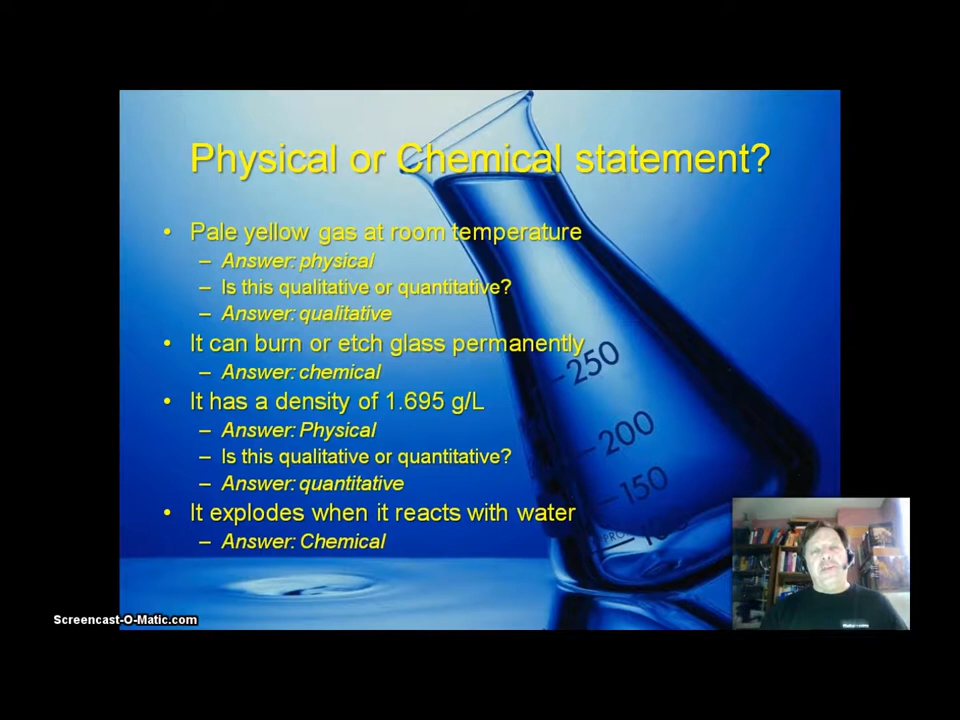 Physical or Chemical statement?
• Pale yellow gas at room temperature
– Answer: physical
– Is this qualitative or quantitative?
– Answer: qualitative
• It can burn or etch glass permanently
– Answer: chemical
• It has a density of 1.695 g/L
– Answer: Physical
– Is this qualitative or quantitative?
– Answer: quantitative
• It explodes when it reacts with water
– Answer: Chemical
250
200
150
Screencast-O-Matic.com